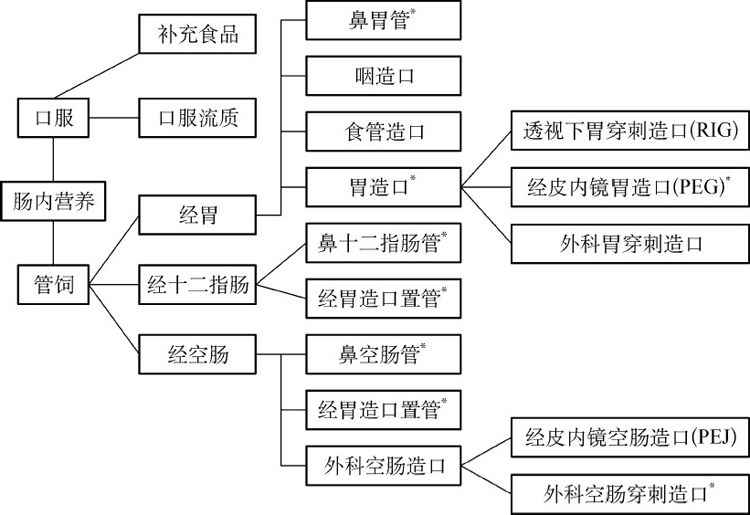 鼻胃管*
补充食品
咽造口
口服
口服流质
食管造口
透视下胃穿刺造口(RIG)
胃造口*
经皮内镜胃造口(PEG)*
肠内营养
经胃
外科胃穿刺造口
鼻十二指肠管*
管饲
经十二指肠
经胃造口置管*
经空肠
鼻空肠管*
经胃造口置管*
经皮内镜空肠造口(PEJ)
外科空肠造口
外科空肠穿刺造口*